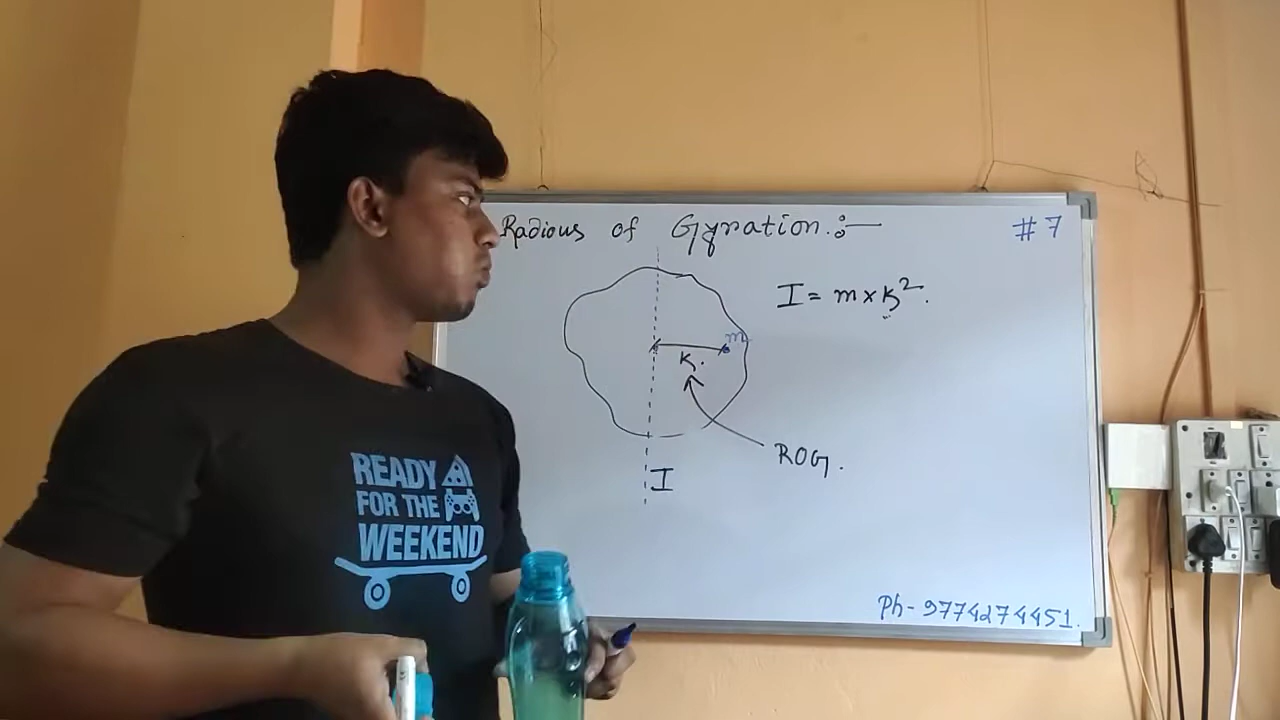 Radious of Gyration :-
#7
I = m x K².
m
K.
ROG.
I
Ph- 9774274451.
READY
FOR THE
WEEKEND